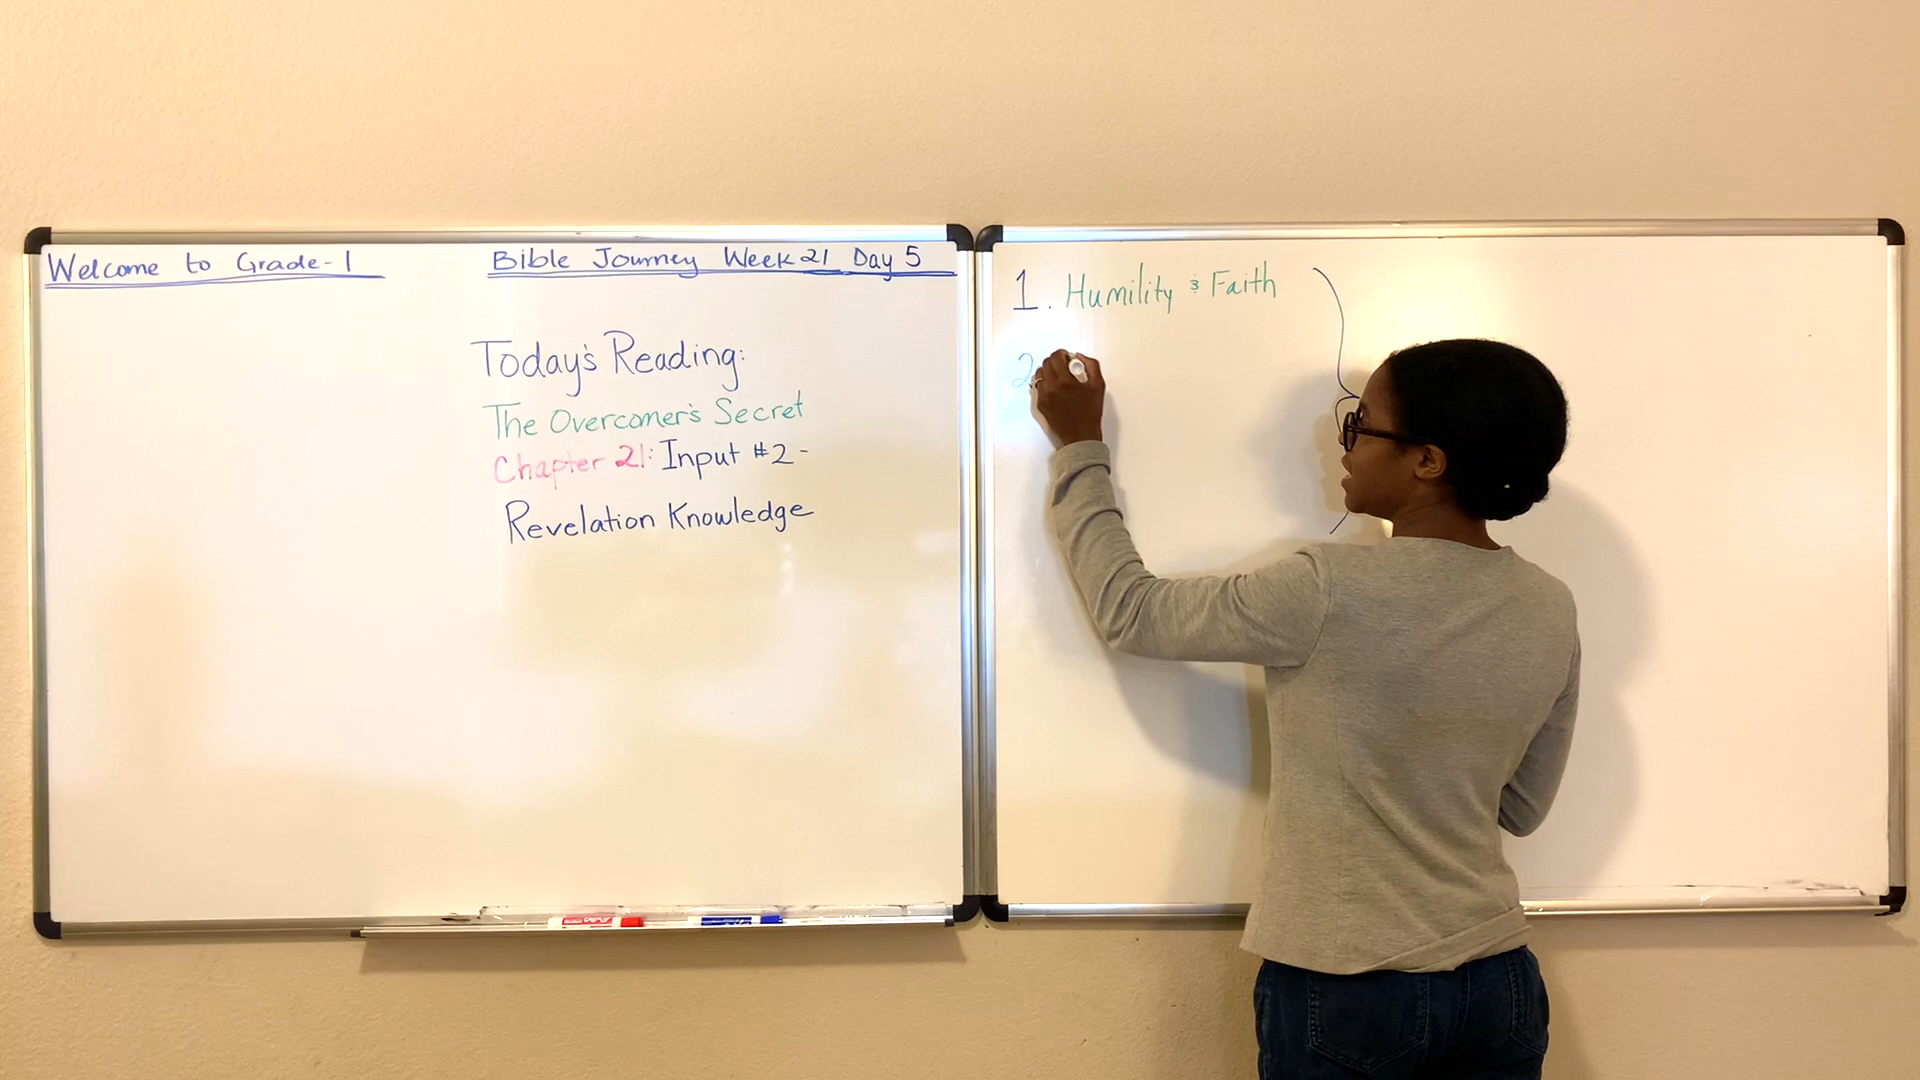 Welcome to Grade-1
Bible Journey Week 21 Day 5
Today's Reading:
The Overcomer's Secret
Chapter 21: Input #2 -
Revelation Knowledge
1. Humility & Faith
2.